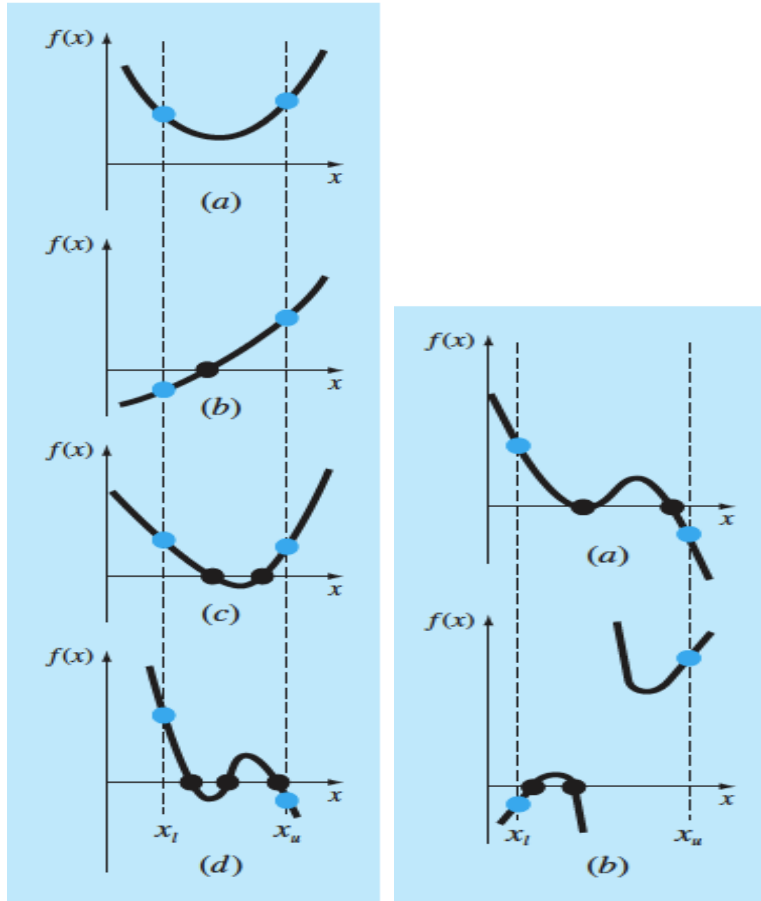 f(x)
x
(a)
f(x)
x
(b)
f(x)
x
(c)
f(x)
x
x_l x_u
(d)
f(x)
x
(a)
f(x)
x
x_l x_u
(b)